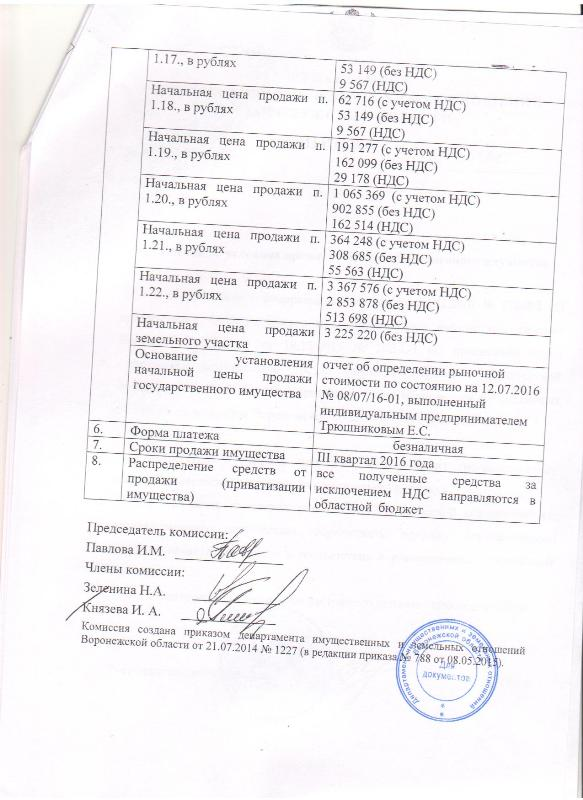 1.17., в рублях
53 149 (без НДС)
9 567 (НДС)
Начальная цена продажи п.
1.18., в рублях
62 716 (с учетом НДС)
53 149 (без НДС)
9 567 (НДС)
Начальная цена продажи п.
1.19., в рублях
191 277 (с учетом НДС)
162 099 (без НДС)
29 178 (НДС)
Начальная цена продажи п.
1.20., в рублях
1 065 369 (с учетом НДС)
902 855 (без НДС)
162 514 (НДС)
Начальная цена продажи п.
1.21., в рублях
364 248 (с учетом НДС)
308 685 (без НДС)
55 563 (НДС)
Начальная цена продажи п.
1.22., в рублях
3 367 576 (с учетом НДС)
2 853 878 (без НДС)
513 698 (НДС)
Начальная цена продажи
земельного участка
3 225 220 (без НДС)
Основание установления
начальной цены продажи
государственного имущества
отчет об определении рыночной
стоимости по состоянию на 12.07.2016
№ 08/07/16-01, выполненный
индивидуальным предпринимателем
Трюшниковым Е.С.
6. Форма платежа
безналичная
7. Сроки продажи имущества
III квартал 2016 года
8. Распределение средств от
продажи (приватизации
имущества)
все полученные средства за
исключением НДС направляются в
областной бюджет
Председатель комиссии:
Павлова И.М.
Члены комиссии:
Зеленина Н.А.
Князева И. А.
Комиссия создана приказом департамента имущественных и земельных отношений
Воронежской области от 21.07.2014 № 1227 (в редакции приказа № 788 от 08.05.2015).
Департамент имущественных и земельных отношений
Воронежской области
Для
документов